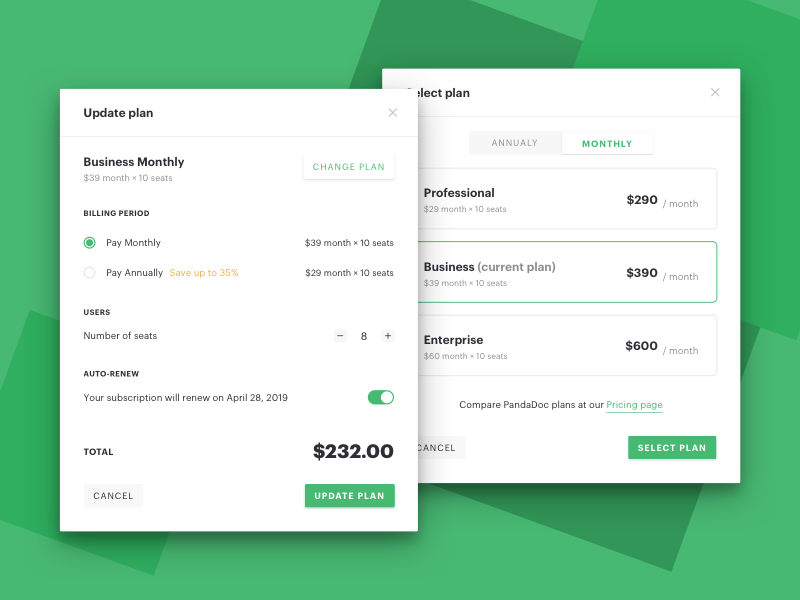 Update plan
Business Monthly
$39 month × 10 seats
CHANGE PLAN
BILLING PERIOD
Pay Monthly
$39 month × 10 seats
Pay Annually Save up to 35%
$29 month × 10 seats
USERS
Number of seats
− 8 +
AUTO-RENEW
Your subscription will renew on April 28, 2019
TOTAL
$232.00
CANCEL
UPDATE PLAN
elect plan
ANNUALY
MONTHLY
Professional
$29 month × 10 seats
$290 / month
Business (current plan)
$39 month × 10 seats
$390 / month
Enterprise
$60 month × 10 seats
$600 / month
Compare PandaDoc plans at our Pricing page
CANCEL
SELECT PLAN